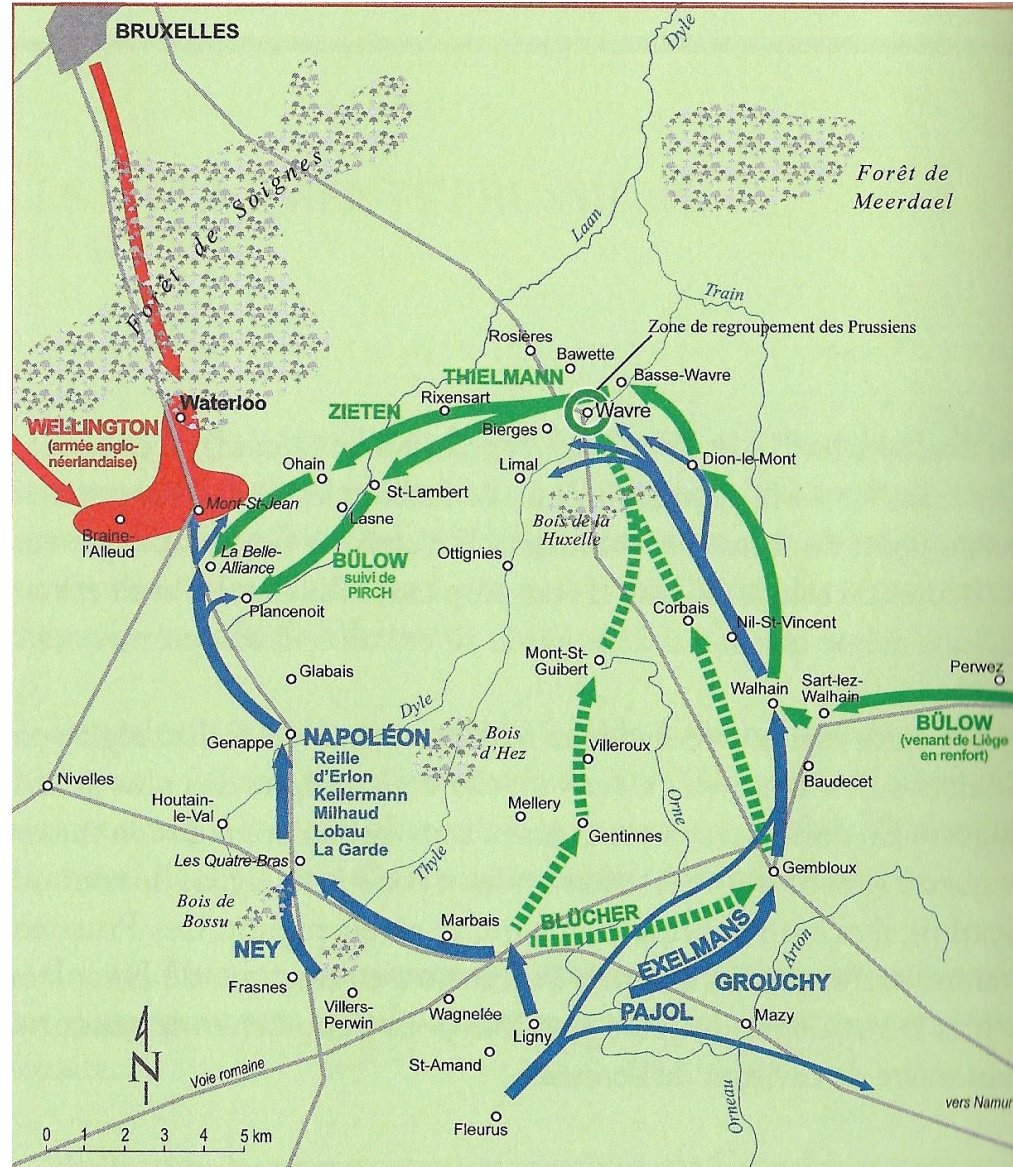 BRUXELLES
Dyle
Forêt de Soignes
Forêt de
Meerdael
Laan
Train
Zone de regroupement des Prussiens
Rosières
Bawette
Basse-Wavre
THIELMANN
Rixensart
ZIETEN
Wavre
Bierges
Waterloo
WELLINGTON
(armée anglo-
néerlandaise)
Ohain
Limal
Dion-le-Mont
St-Lambert
Mont-St-Jean
Lasne
Bois de la
Huxelle
Braine-
l'Alleud
La Belle-
Alliance
BÜLOW
suivi de
PIRCH
Ottignies
Plancenoit
Corbais
Nil-St-Vincent
Mont-St-
Guibert
Glabais
Perwez
Walhain
Sart-lez-
Walhain
Dyle
BÜLOW
(venant de Liège
en renfort)
Genappe
NAPOLÉON
Reille
d'Erlon
Kellermann
Milhaud
Lobau
La Garde
Bois
d'Hez
Villeroux
Baudecet
Nivelles
Houtain-
le-Val
Mellery
Orne
Gentinnes
Les Quatre-Bras
Thyle
Gembloux
Bois de
Bossu
Marbais
BLÜCHER
NEY
EXELMANS
Arton
GROUCHY
Frasnes
Villers-
Perwin
Wagnelée
PAJOL
Mazy
Ligny
N
Voie romaine
St-Amand
Orneau
vers Namur
Fleurus
0 1 2 3 4 5 km